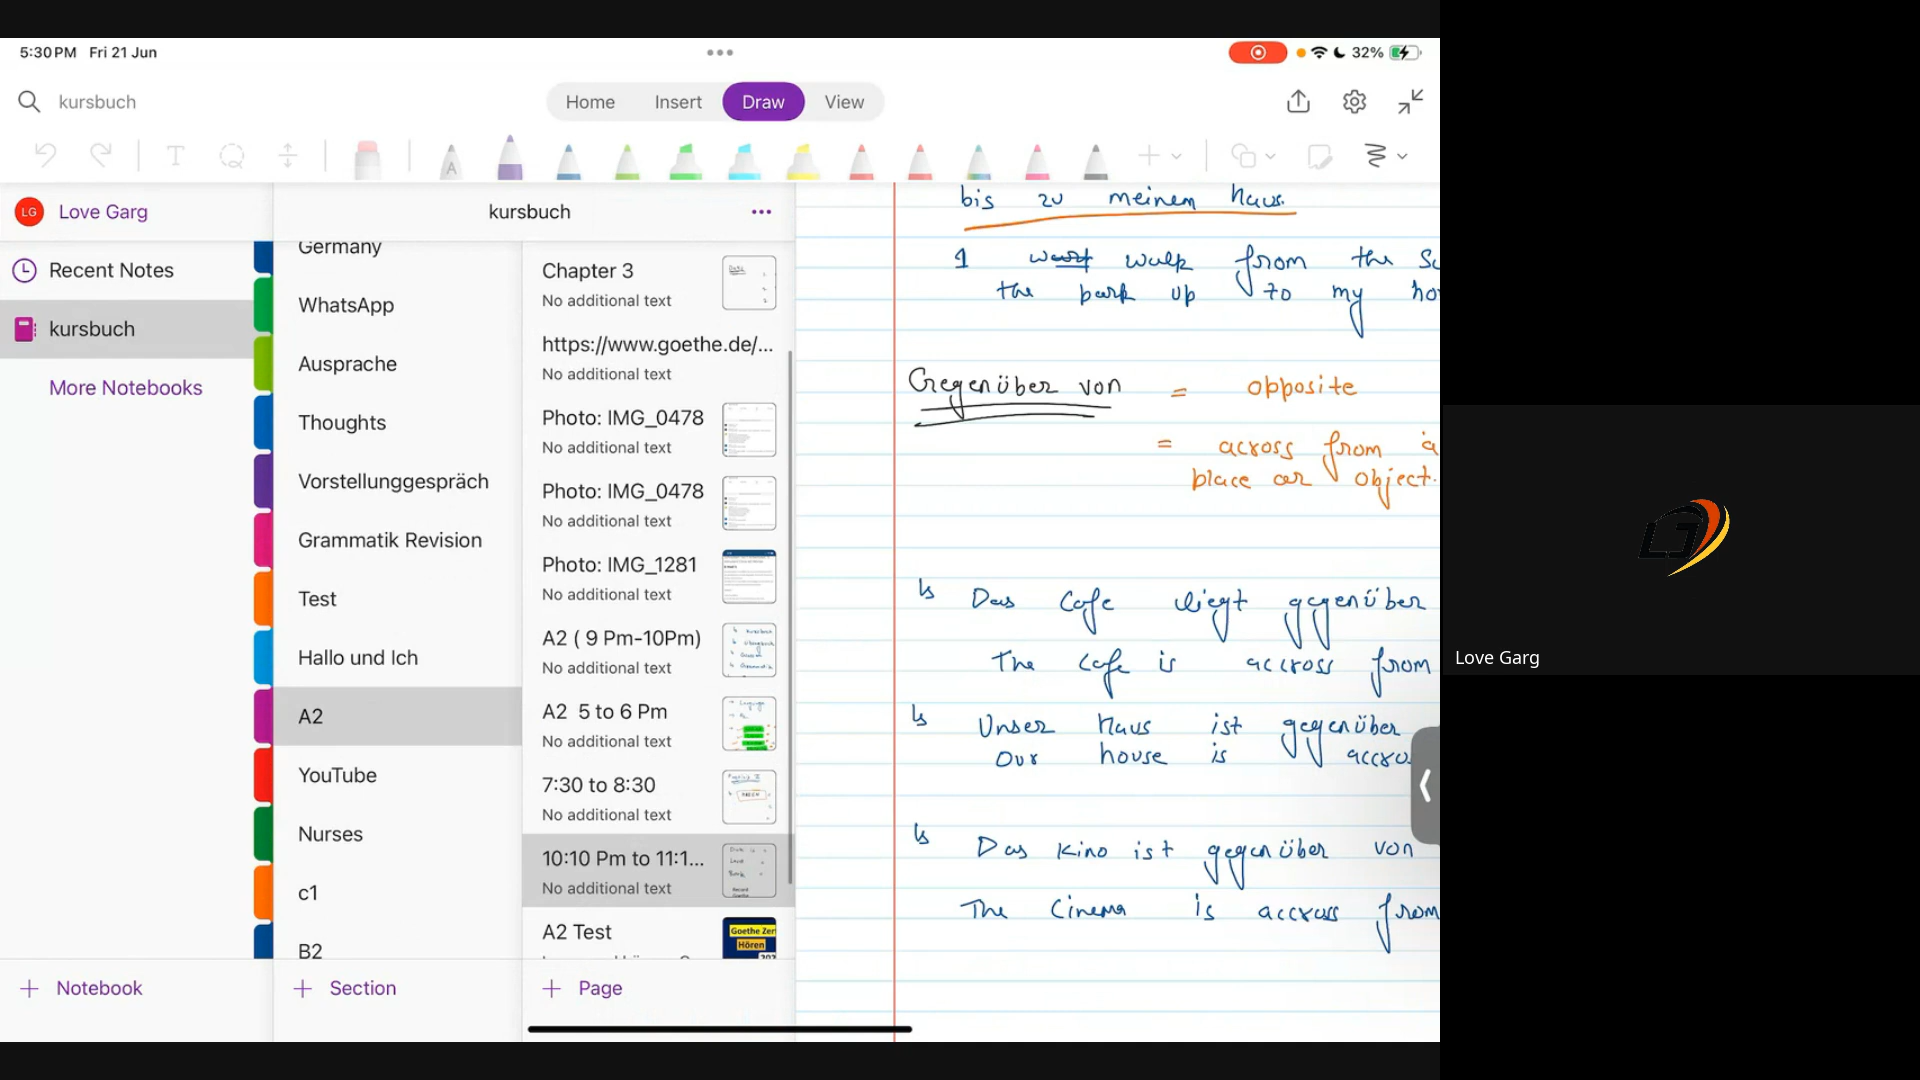 5:30 PM Fri 21 Jun
32%
kursbuch
Home Insert Draw View
A
LG Love Garg
Recent Notes
kursbuch
More Notebooks
Germany
WhatsApp
Ausprache
Thoughts
Vorstellunggespräch
Grammatik Revision
Test
Hallo und Ich
A2
YouTube
Nurses
c1
B2
kursbuch
Chapter 3
No additional text
https://www.goethe.de/...
No additional text
Photo: IMG_0478
No additional text
Photo: IMG_0478
No additional text
Photo: IMG_1281
No additional text
A2 ( 9 Pm-10Pm)
No additional text
A2 5 to 6 Pm
No additional text
7:30 to 8:30
No additional text
10:10 Pm to 11:1...
No additional text
A2 Test
Goethe Zer
Hören
+ Notebook
+ Section
+ Page
bis zu meinem Haus.
walk from the
the park up to my
Gegenüber von = opposite
= across from a
place or object.
Das Cafe liegt gegenüber
The cafe is accross from
Unser Haus ist gegenüber
Our house is
Das Kino ist gegenüber von
The Cinema is accross from
Love Garg